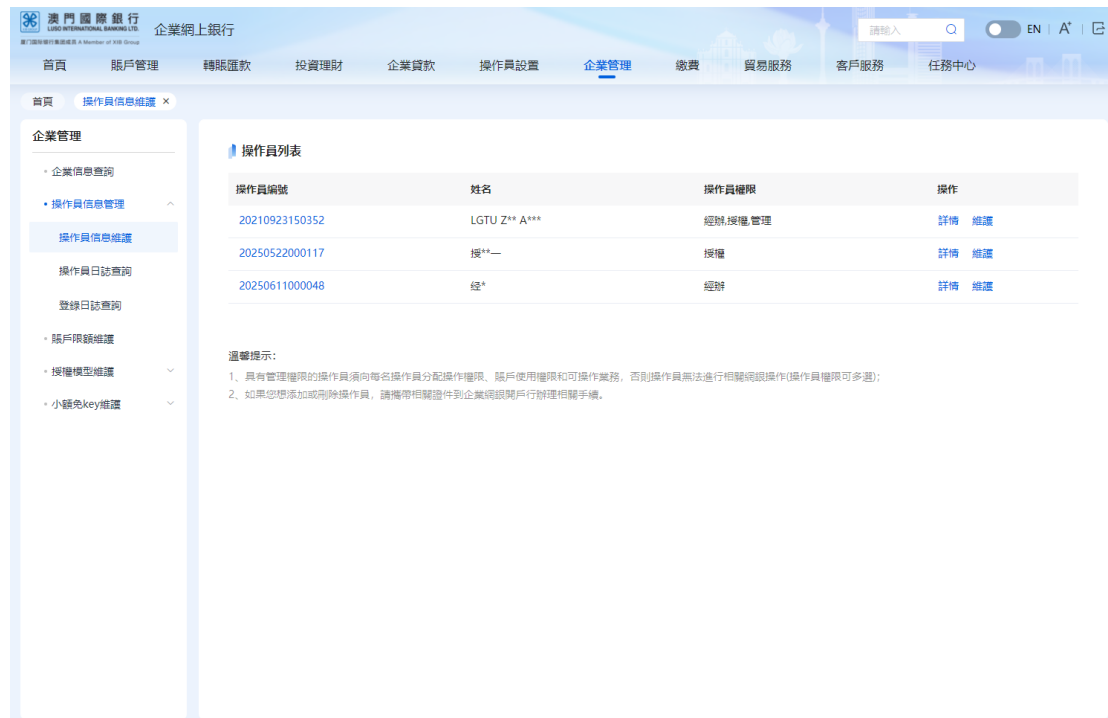 澳門國際銀行 企業網上銀行
LUSO INTERNATIONAL BANKING LTD.
廈门国际银行集团成员 A Member of XIB Group
請輸入 EN A+
首頁 賬戶管理 轉賬匯款 投資理財 企業貸款 操作員設置 企業管理 繳費 貿易服務 客戶服務 任務中心
首頁 操作員信息維護 ×
企業管理
企業信息查詢
操作員信息管理
操作員信息維護
操作員日誌查詢
登錄日誌查詢
賬戶限額維護
授權模型維護
小額免key維護
操作員列表
操作員編號 姓名 操作員權限 操作
20210923150352 LGTU Z** A*** 經辦,授權,管理 詳情 維護
20250522000117 授**一 授權 詳情 維護
20250611000048 经* 經辦 詳情 維護
溫馨提示：
1、具有管理權限的操作員須向每名操作員分配操作權限、賬戶使用權限和可操作業務，否則操作員無法進行相關網銀操作(操作員權限可多選);
2、如果您想添加或刪除操作員，請攜帶相關證件到企業網銀開戶行辦理相關手續。